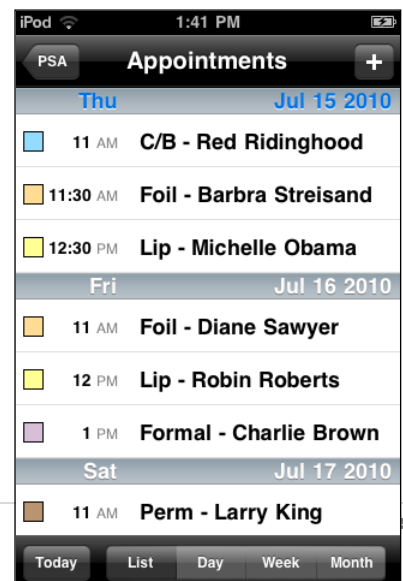 iPod 1:41 PM
PSA Appointments +
Thu Jul 15 2010
11 AM C/B - Red Ridinghood
11:30 AM Foil - Barbra Streisand
12:30 PM Lip - Michelle Obama
Fri Jul 16 2010
11 AM Foil - Diane Sawyer
12 PM Lip - Robin Roberts
1 PM Formal - Charlie Brown
Sat Jul 17 2010
11 AM Perm - Larry King
Today List Day Week Month